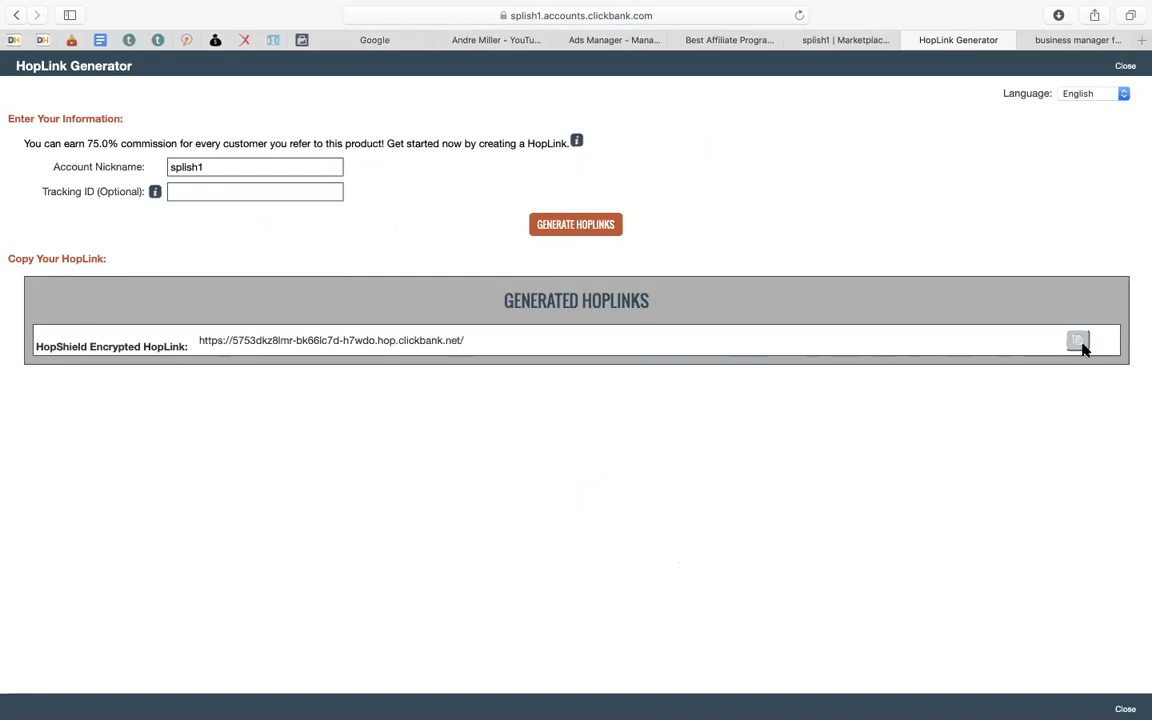 splish1.accounts.clickbank.com
DH DH Google Andre Miller - YouTu... Ads Manager - Mana... Best Affiliate Progra... splish1 | Marketplac... HopLink Generator business manager f...
HopLink Generator Close
Language: English
Enter Your Information:
You can earn 75.0% commission for every customer you refer to this product! Get started now by creating a HopLink.
Account Nickname: splish1
Tracking ID (Optional):
GENERATE HOPLINKS
Copy Your HopLink:
GENERATED HOPLINKS
HopShield Encrypted HopLink: https://5753dkz8lmr-bk66lc7d-h7wdo.hop.clickbank.net/
Close